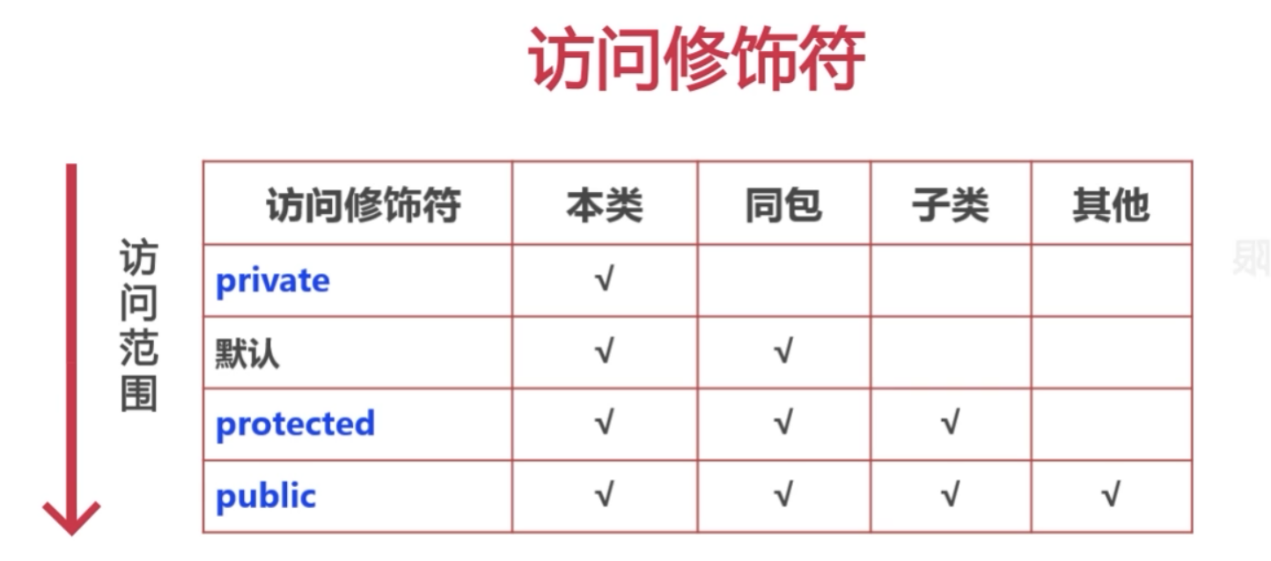 访问修饰符
访问范围
访问修饰符 本类 同包 子类 其他
private √
默认 √ √
protected √ √ √
public √ √ √ √